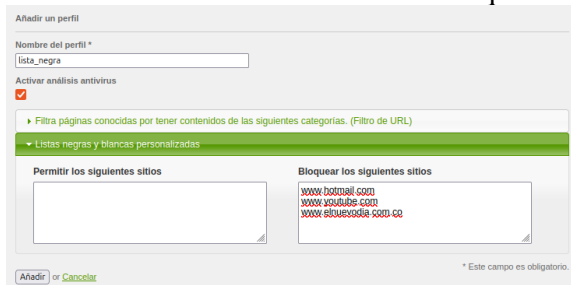 Añadir un perfil
Nombre del perfil *
lista_negra
Activar análisis antivirus
Filtra páginas conocidas por tener contenidos de las siguientes categorías. (Filtro de URL)
Listas negras y blancas personalizadas
Permitir los siguientes sitios
Bloquear los siguientes sitios
www.hotmail.com
www.youtube.com
www.elnuevodia.com.co
* Este campo es obligatorio.
Añadir or Cancelar